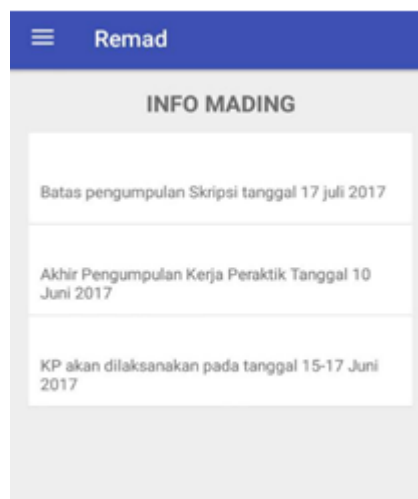 Remad
INFO MADING
Batas pengumpulan Skripsi tanggal 17 juli 2017
Akhir Pengumpulan Kerja Peraktik Tanggal 10
Juni 2017
KP akan dilaksanakan pada tanggal 15-17 Juni
2017